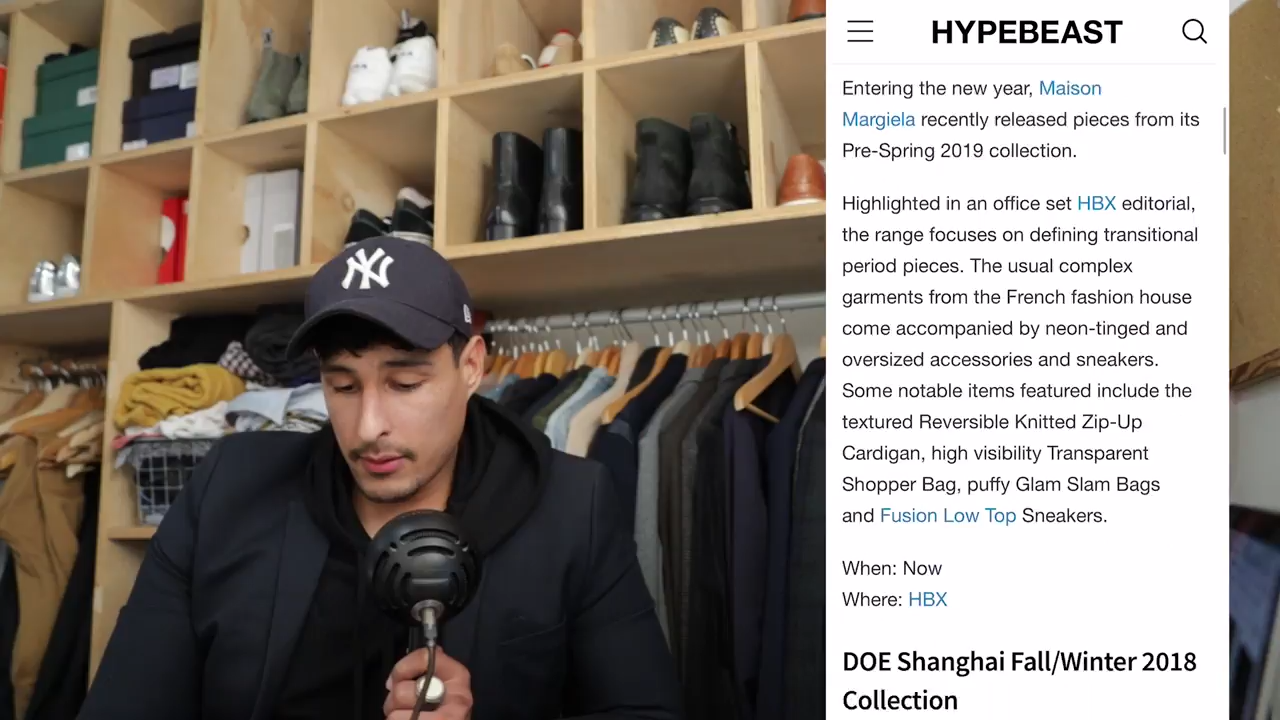 HYPEBEAST
Entering the new year, Maison
Margiela recently released pieces from its
Pre-Spring 2019 collection.
Highlighted in an office set HBX editorial,
the range focuses on defining transitional
period pieces. The usual complex
garments from the French fashion house
come accompanied by neon-tinged and
oversized accessories and sneakers.
Some notable items featured include the
textured Reversible Knitted Zip-Up
Cardigan, high visibility Transparent
Shopper Bag, puffy Glam Slam Bags
and Fusion Low Top Sneakers.
When: Now
Where: HBX
DOE Shanghai Fall/Winter 2018
Collection
NY